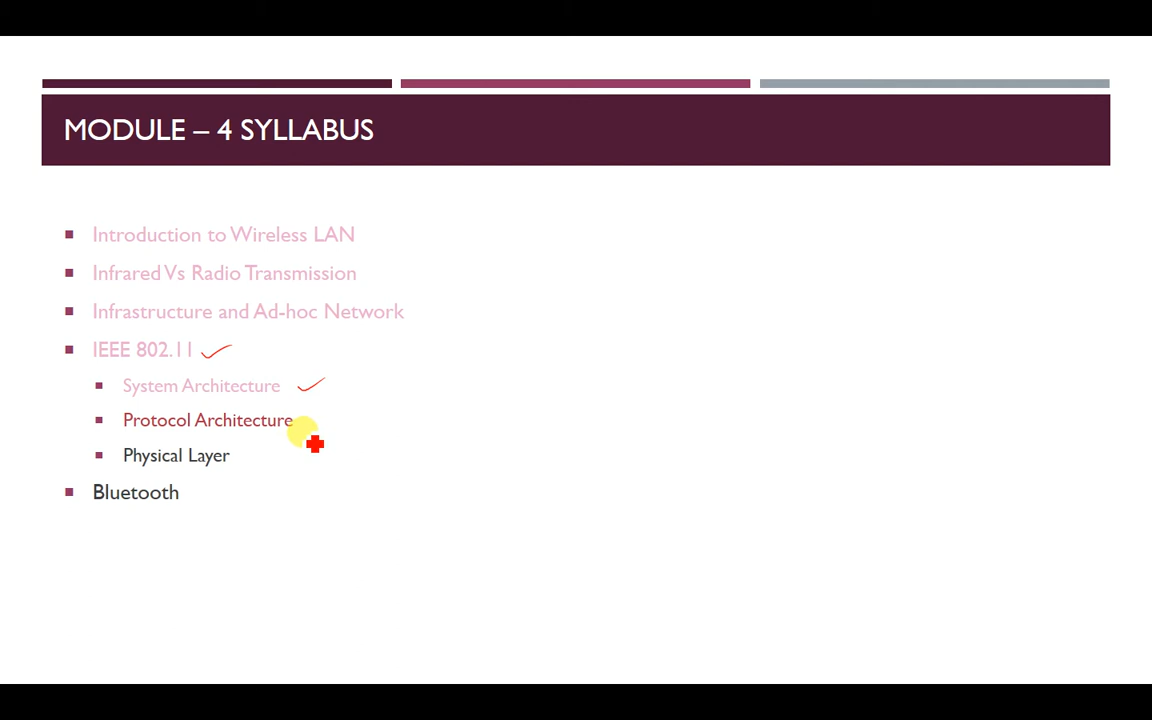 MODULE – 4 SYLLABUS
Introduction to Wireless LAN
Infrared Vs Radio Transmission
Infrastructure and Ad-hoc Network
IEEE 802.11
System Architecture
Protocol Architecture
Physical Layer
Bluetooth